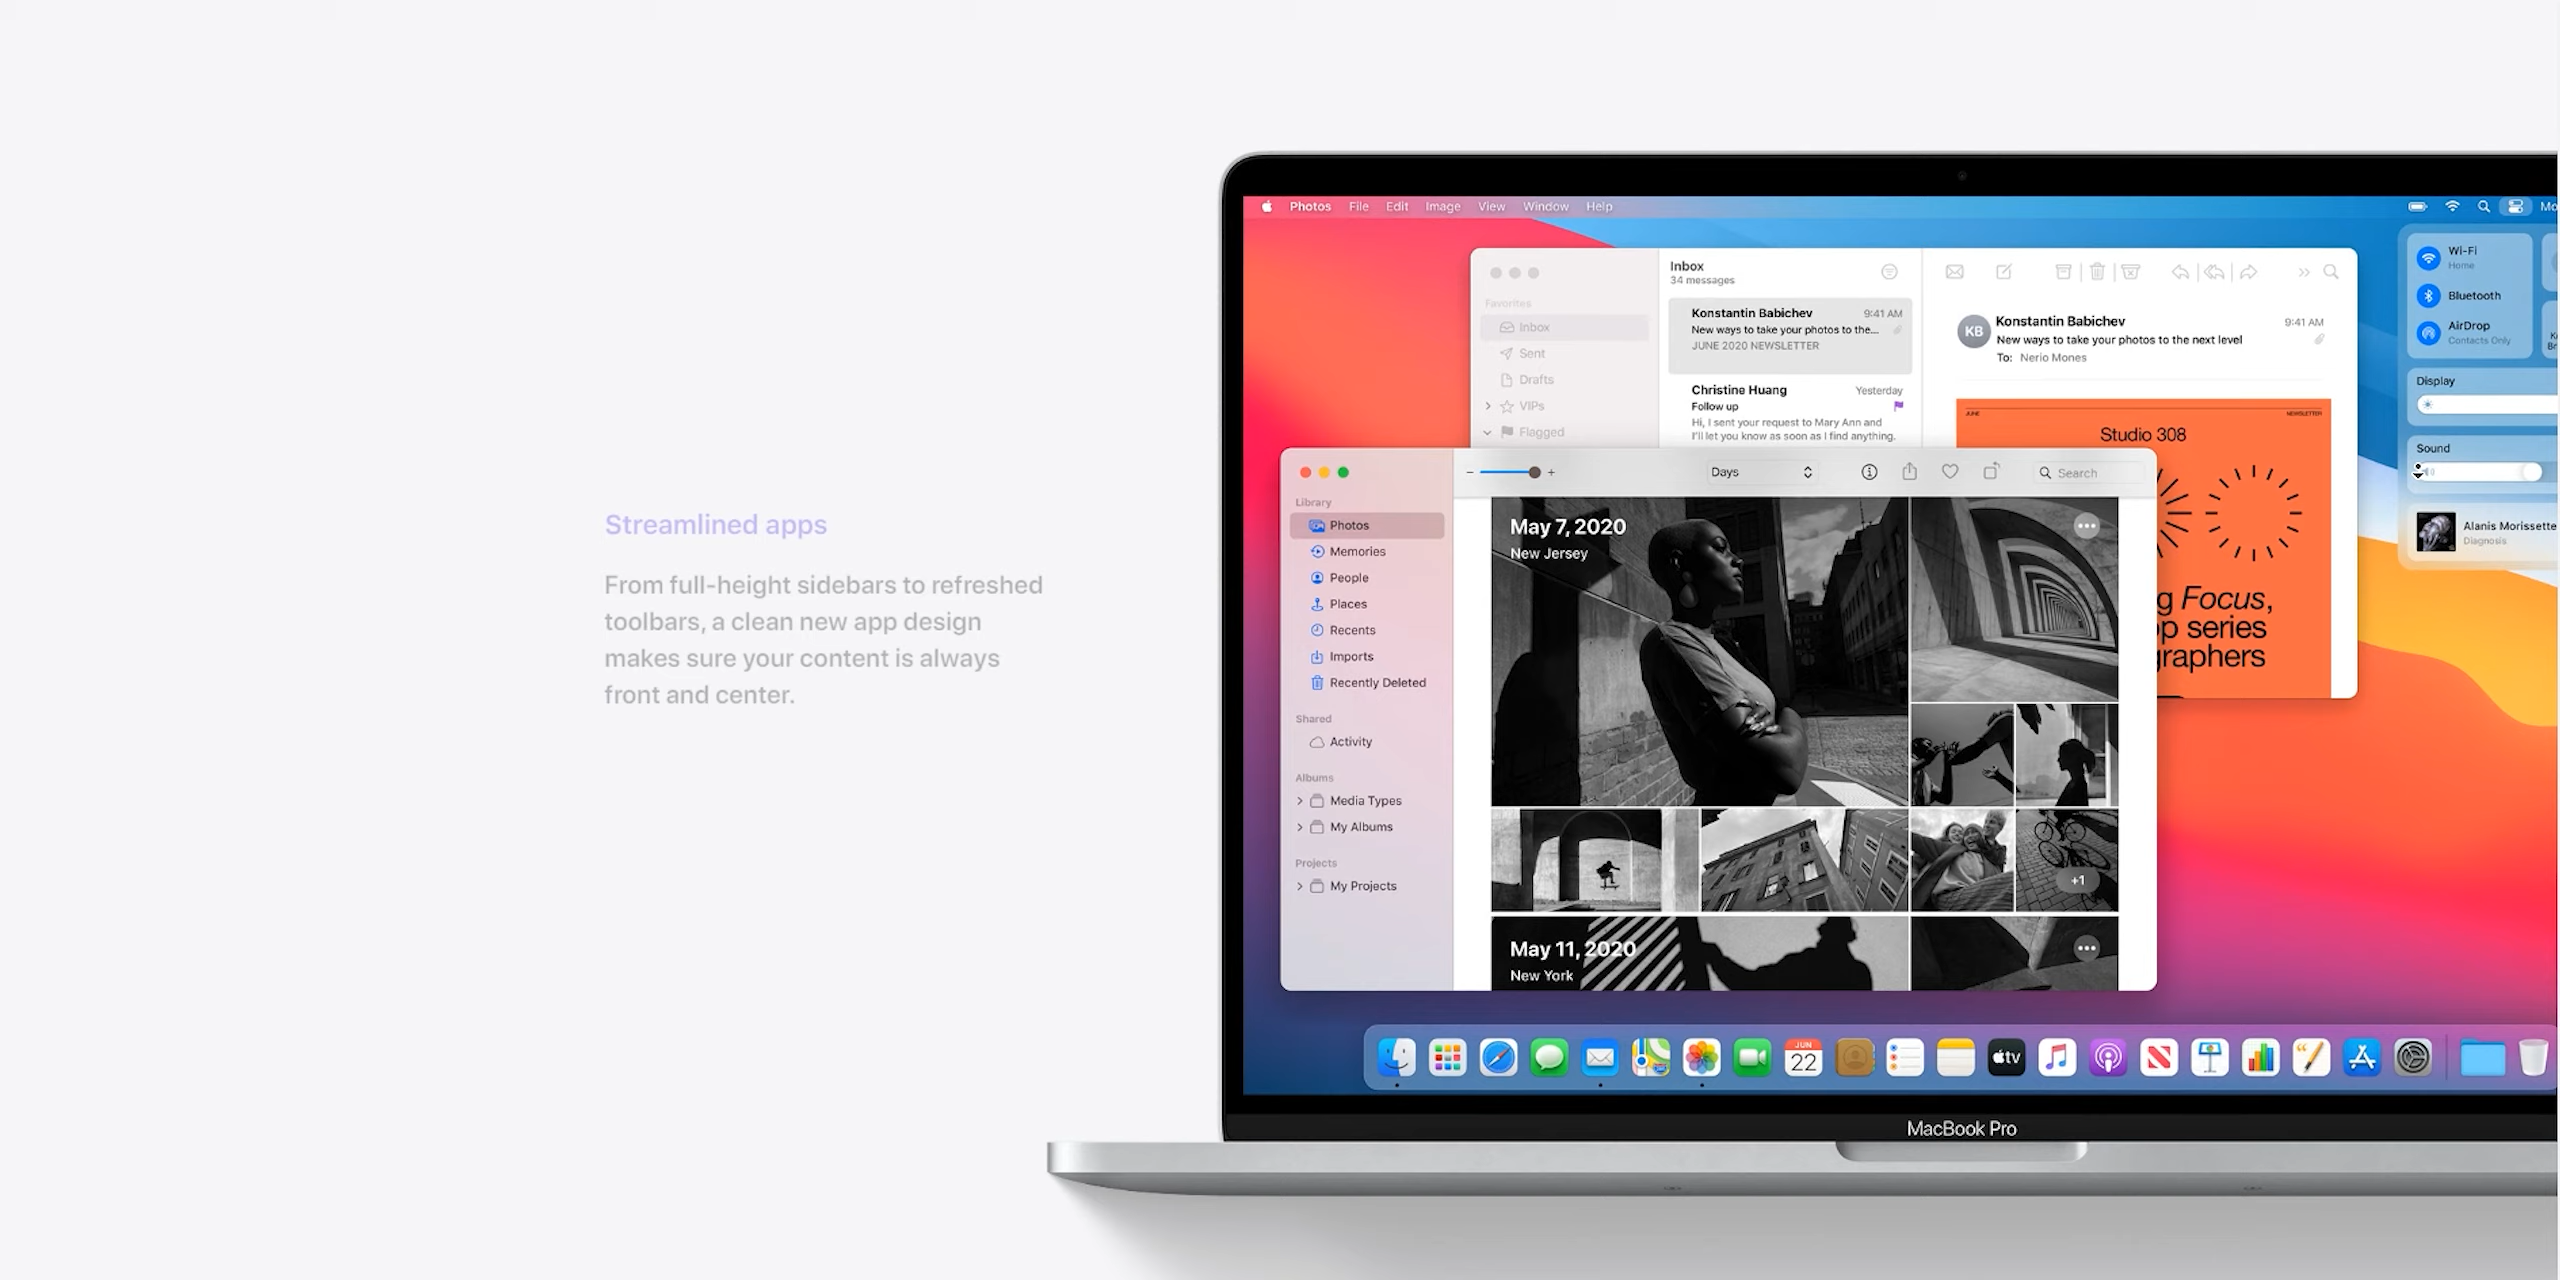 Streamlined apps
From full-height sidebars to refreshed
toolbars, a clean new app design
makes sure your content is always
front and center.
Photos File Edit Image View Window Help
Mo
Inbox
34 messages
Favorites
Inbox
Sent
Drafts
VIPs
Flagged
Konstantin Babichev 9:41 AM
New ways to take your photos to the...
JUNE 2020 NEWSLETTER
Christine Huang Yesterday
Follow up
Hi, I sent your request to Mary Ann and
I'll let you know as soon as I find anything.
KB
Konstantin Babichev 9:41 AM
New ways to take your photos to the next level
To: Nerio Mones
JUNE NEWSLETTER
Studio 308
g Focus,
p series
graphers
Wi-Fi
Home
Bluetooth
AirDrop
Contacts Only
Display
Sound
Alanis Morissette
Diagnosis
Days
Search
Library
Photos
Memories
People
Places
Recents
Imports
Recently Deleted
Shared
Activity
Albums
Media Types
My Albums
Projects
My Projects
May 7, 2020
New Jersey
+1
May 11, 2020
New York
JUN
22
tv
MacBook Pro